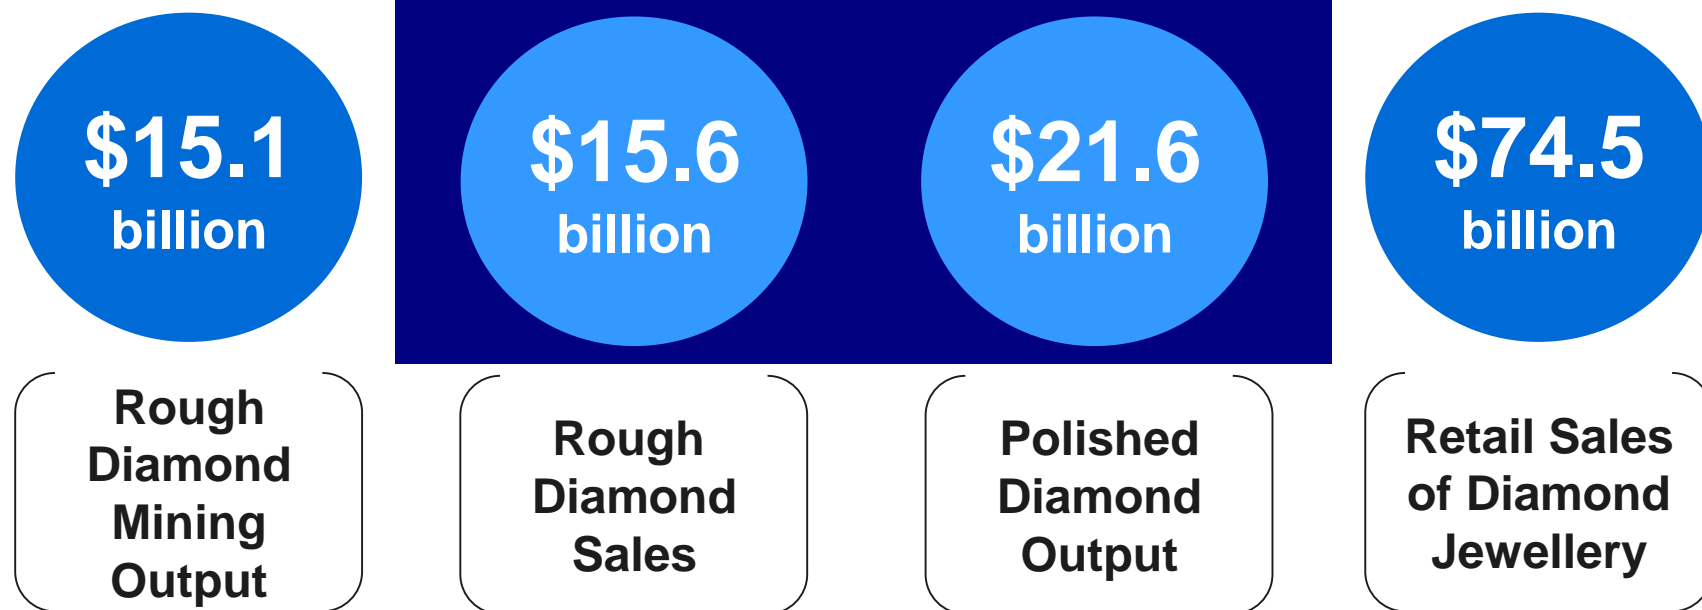 $15.1
billion
$15.6
billion
$21.6
billion
$74.5
billion
Rough
Diamond
Mining
Output
Rough
Diamond
Sales
Polished
Diamond
Output
Retail Sales
of Diamond
Jewellery